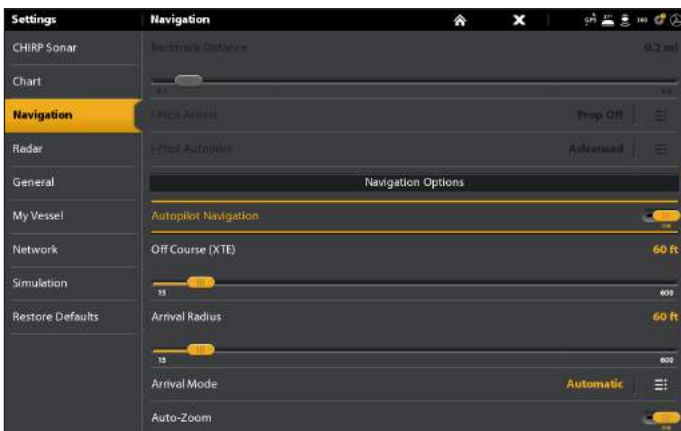 Settings
Navigation
CHIRP Sonar
Backtrack Distance 0.2 mi
Chart
Navigation
i-Pilot Arrival Prop Off
Radar
i-Pilot Autopilot Advanced
General
Navigation Options
My Vessel
Autopilot Navigation
Network
Off Course (XTE) 60 ft
Simulation
15 600
Restore Defaults
Arrival Radius 60 ft
15 600
Arrival Mode Automatic
Auto-Zoom